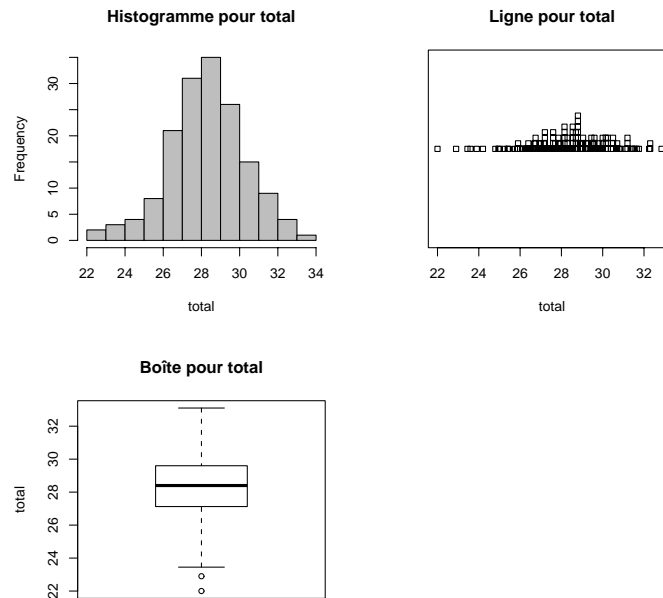 Histogramme pour total
Frequency
0 5 10 20 30
22 24 26 28 30 32 34
total
Ligne pour total
22 24 26 28 30 32
total
Boîte pour total
total
22 24 26 28 30 32